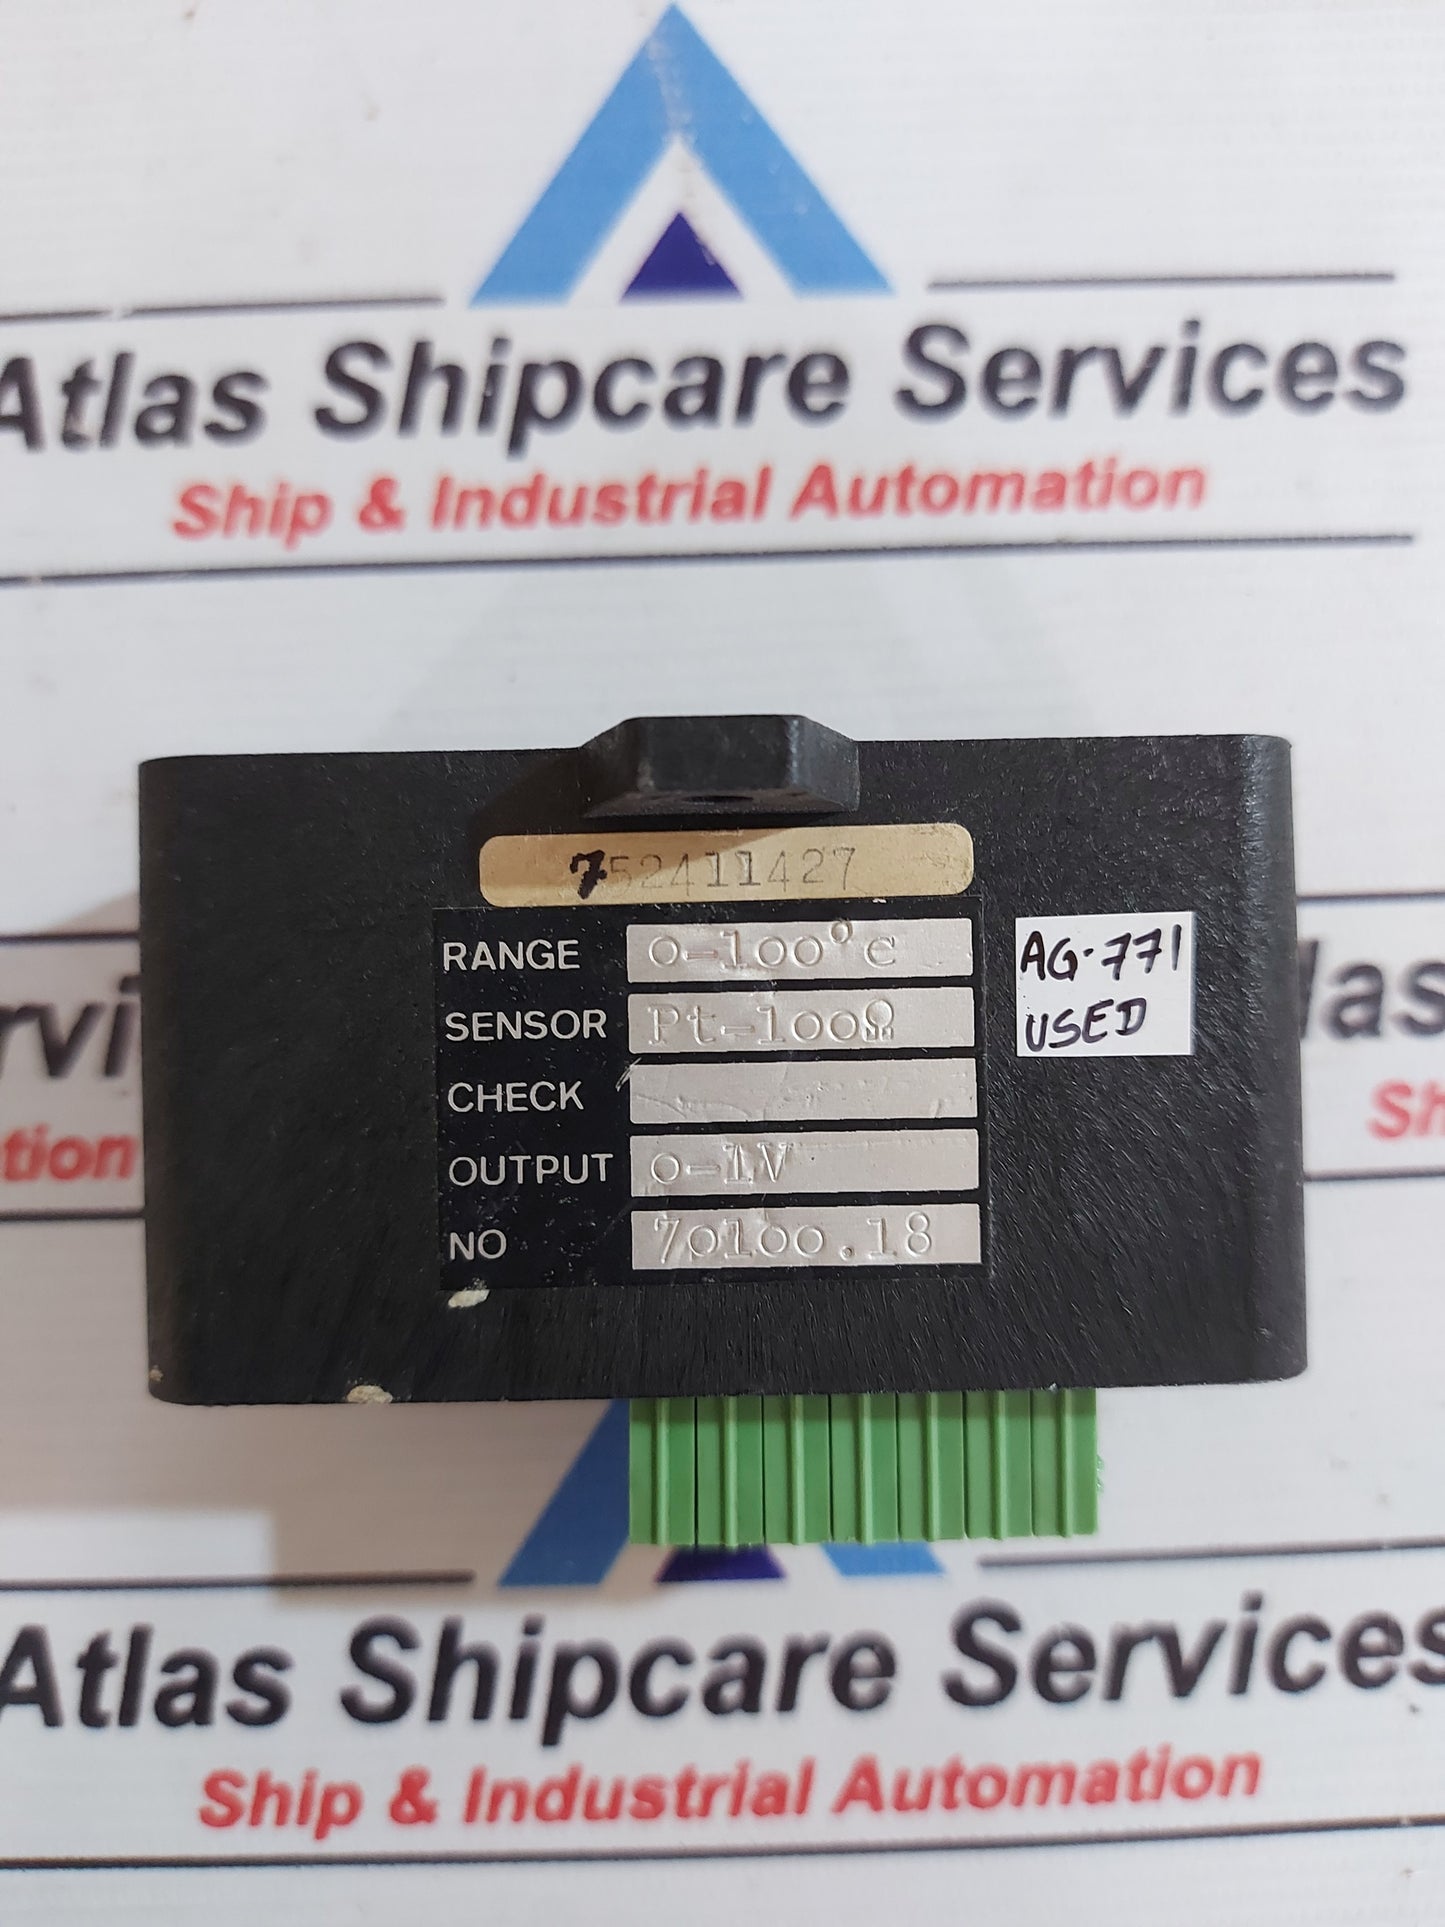 Atlas Shipcare Services
Ship & Industrial Automation
752411427
RANGE 0-100°C
SENSOR Pt-100Ω
CHECK
OUTPUT 0-1V
NO 70100.18
AG-771
USED
Atlas Shipcare Services
Ship & Industrial Automation